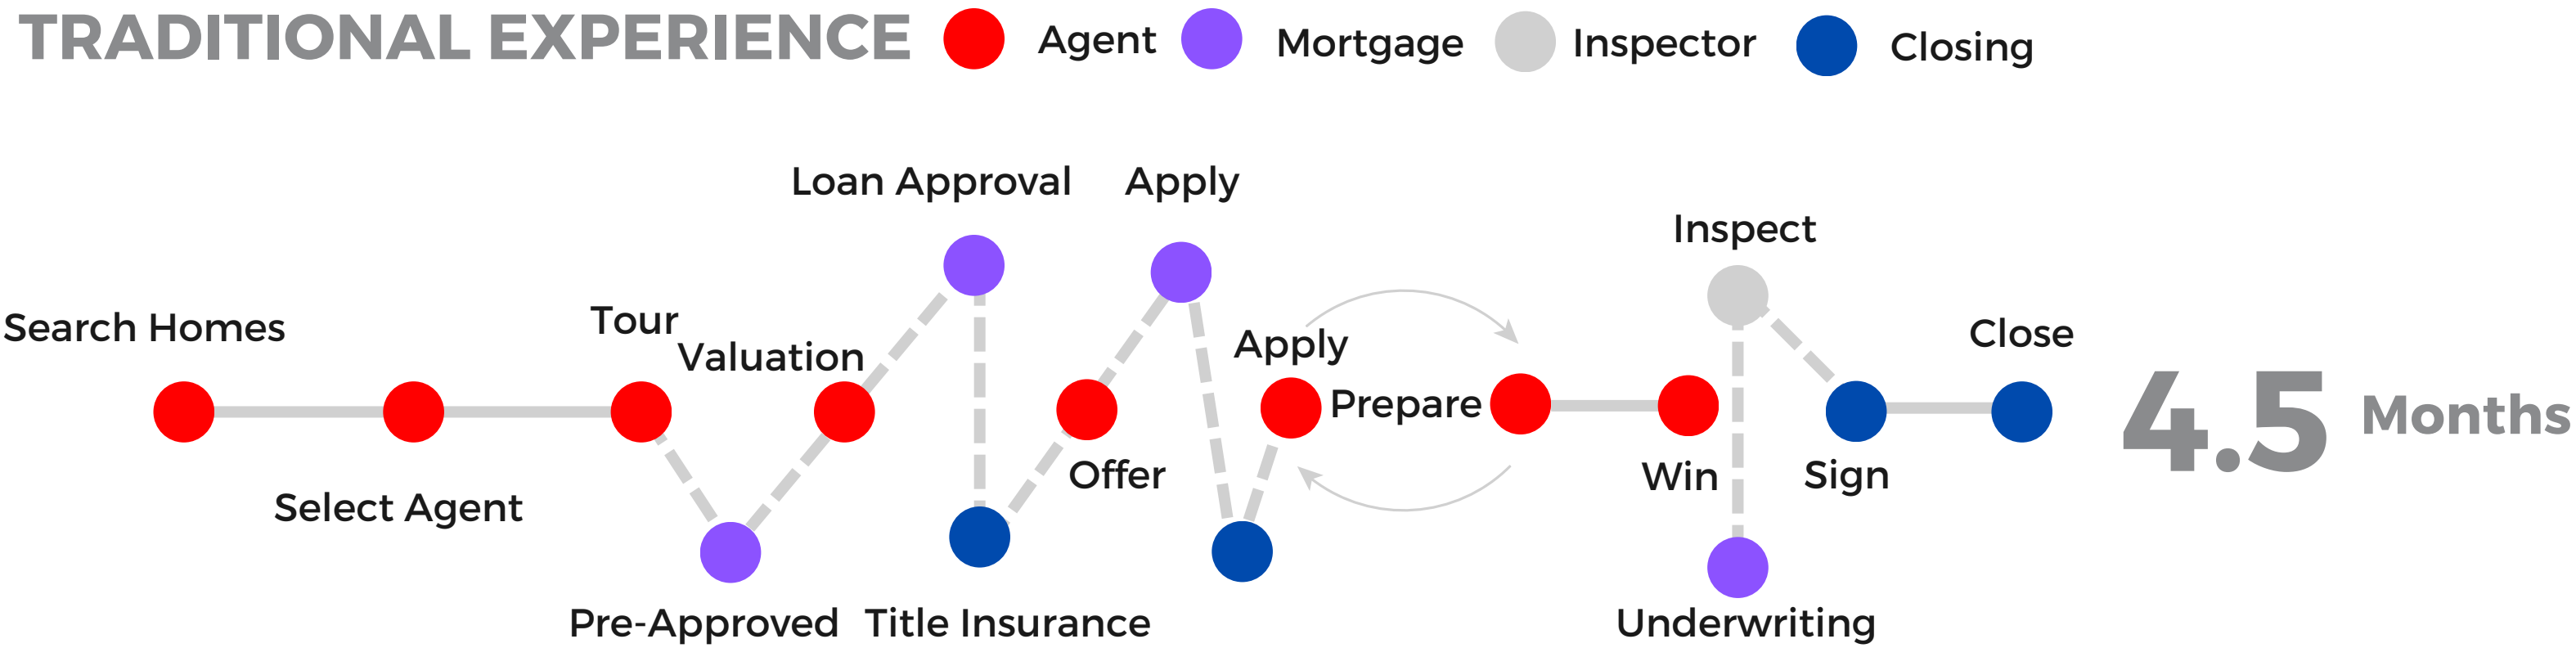 TRADITIONAL EXPERIENCE
Agent
Mortgage
Inspector
Closing
Loan Approval
Apply
Inspect
Search Homes
Tour
Valuation
Apply
Close
Prepare
4.5 Months
Select Agent
Offer
Win
Sign
Pre-Approved
Title Insurance
Underwriting